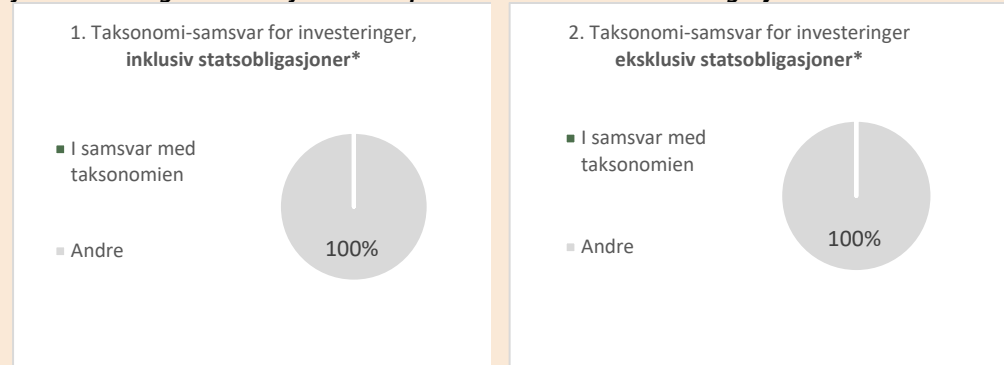 1. Taksonomi-samsvar for investeringer,
inklusiv statsobligasjoner*
I samsvar med
taksonomien
Andre
100%
2. Taksonomi-samsvar for investeringer
eksklusiv statsobligasjoner*
I samsvar med
taksonomien
Andre
100%